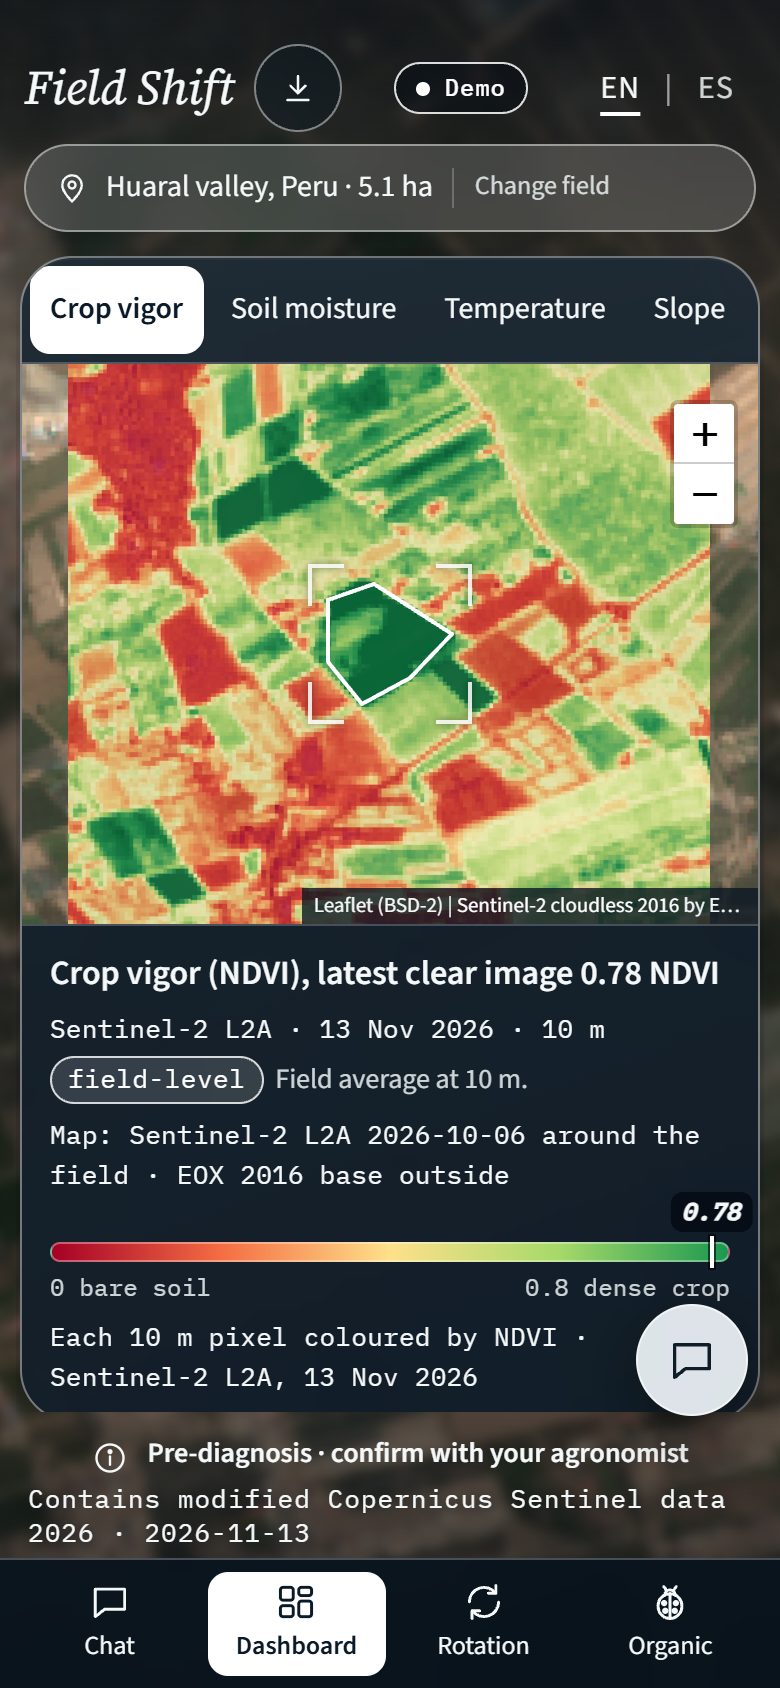 Field Shift
Demo
EN | ES
Huaral valley, Peru · 5.1 ha
Change field
Crop vigor
Soil moisture
Temperature
Slope
+
−
Leaflet (BSD-2) | Sentinel-2 cloudless 2016 by E…
Crop vigor (NDVI), latest clear image 0.78 NDVI
Sentinel-2 L2A · 13 Nov 2026 · 10 m
field-level Field average at 10 m.
Map: Sentinel-2 L2A 2026-10-06 around the
field · EOX 2016 base outside
0.78
0 bare soil
0.8 dense crop
Each 10 m pixel coloured by NDVI ·
Sentinel-2 L2A, 13 Nov 2026
Pre-diagnosis · confirm with your agronomist
Contains modified Copernicus Sentinel data
2026 · 2026-11-13
Chat
Dashboard
Rotation
Organic